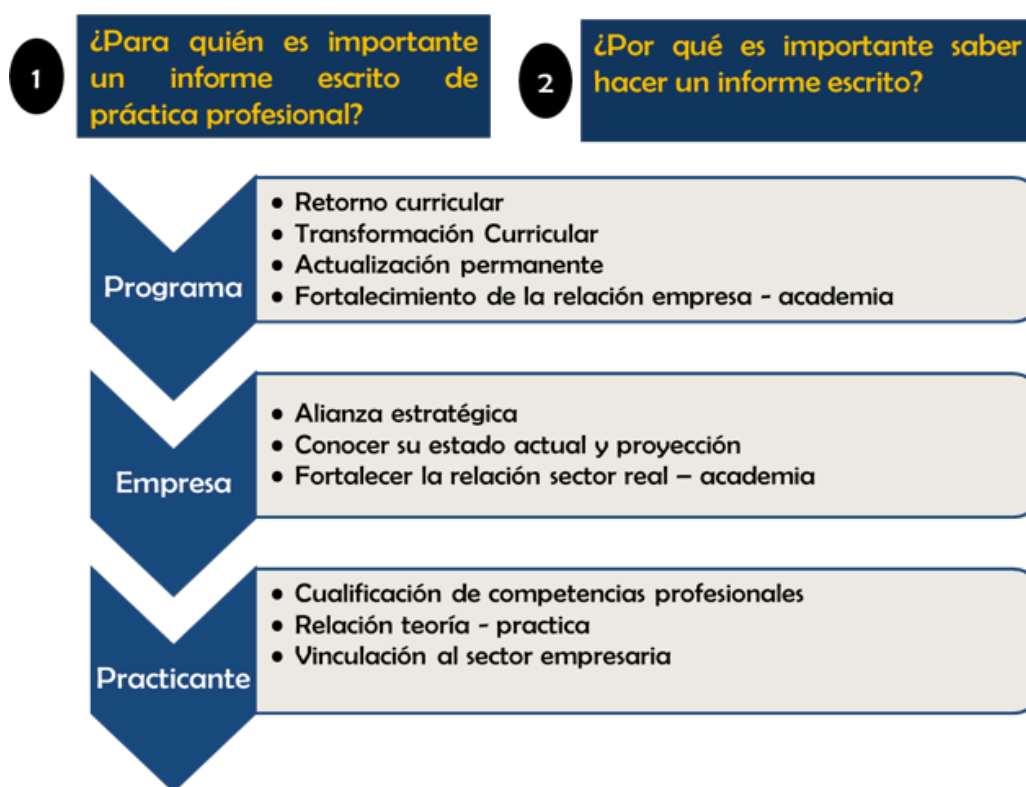 1
¿Para quién es importante
un informe escrito de
práctica profesional?
2
¿Por qué es importante saber
hacer un informe escrito?
Programa
• Retorno curricular
• Transformación Curricular
• Actualización permanente
• Fortalecimiento de la relación empresa - academia
Empresa
• Alianza estratégica
• Conocer su estado actual y proyección
• Fortalecer la relación sector real – academia
Practicante
• Cualificación de competencias profesionales
• Relación teoría - practica
• Vinculación al sector empresaria